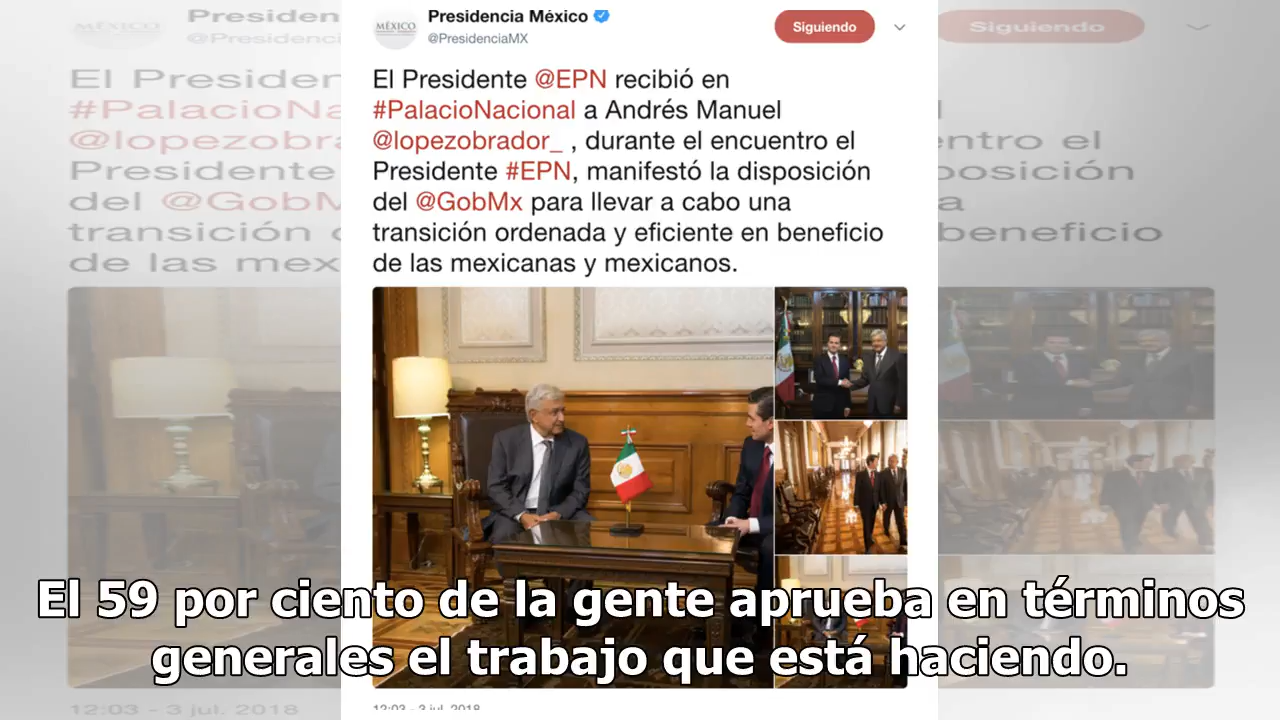 Presidencia México
@PresidenciaMX
MÉXICO
Siguiendo
El Presidente @EPN recibió en
#PalacioNacional a Andrés Manuel
@lopezobrador_ , durante el encuentro el
Presidente #EPN, manifestó la disposición
del @GobMx para llevar a cabo una
transición ordenada y eficiente en beneficio
de las mexicanas y mexicanos.
El 59 por ciento de la gente aprueba en términos
generales el trabajo que está haciendo.
12:03 - 3 jul. 2018